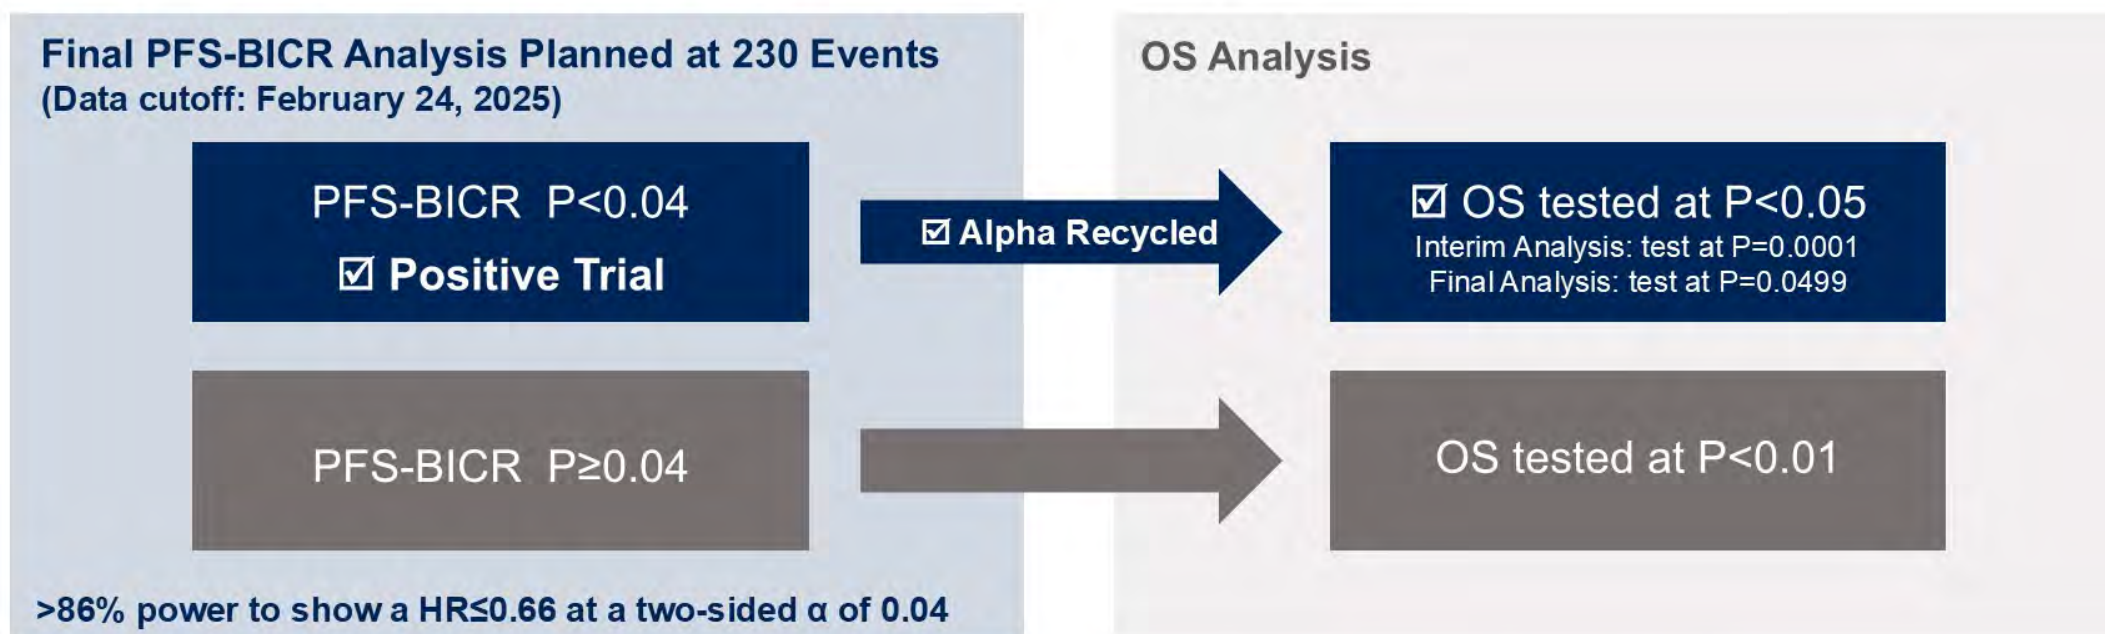 Final PFS-BICR Analysis Planned at 230 Events
(Data cutoff: February 24, 2025)
PFS-BICR P<0.04
☑ Positive Trial
☑ Alpha Recycled
PFS-BICR P≥0.04
>86% power to show a HR≤0.66 at a two-sided α of 0.04
OS Analysis
☑ OS tested at P<0.05
Interim Analysis: test at P=0.0001
Final Analysis: test at P=0.0499
OS tested at P<0.01